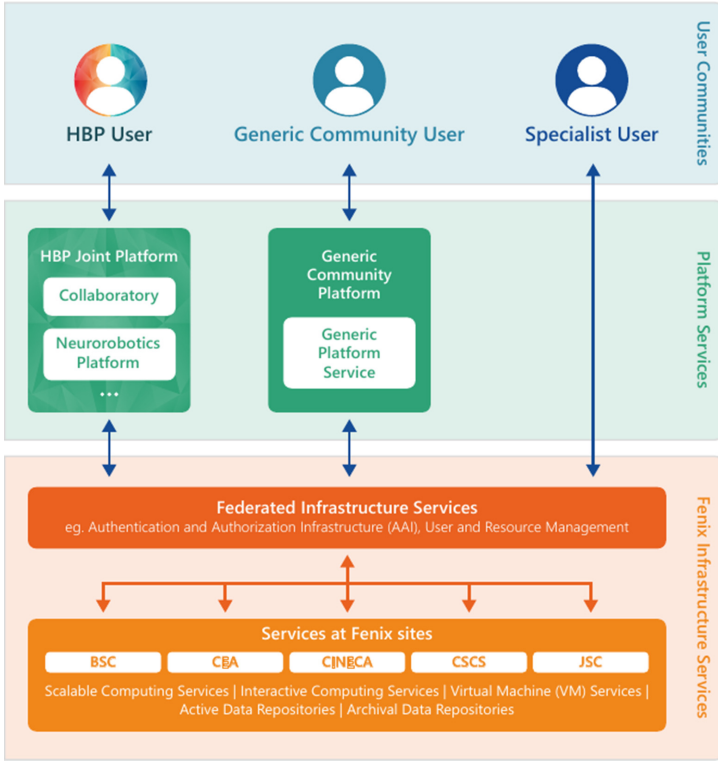 HBP User
Generic Community User
Specialist User
User Communities
HBP Joint Platform
Collaboratory
Neurorobotics
Platform
...
Generic
Community
Platform
Generic
Platform
Service
Platform Services
Federated Infrastructure Services
eg. Authentication and Authorization Infrastructure (AAI), User and Resource Management
Services at Fenix sites
BSC
CEA
CINECA
CSCS
JSC
Scalable Computing Services | Interactive Computing Services | Virtual Machine (VM) Services |
Active Data Repositories | Archival Data Repositories
Fenix Infrastructure Services